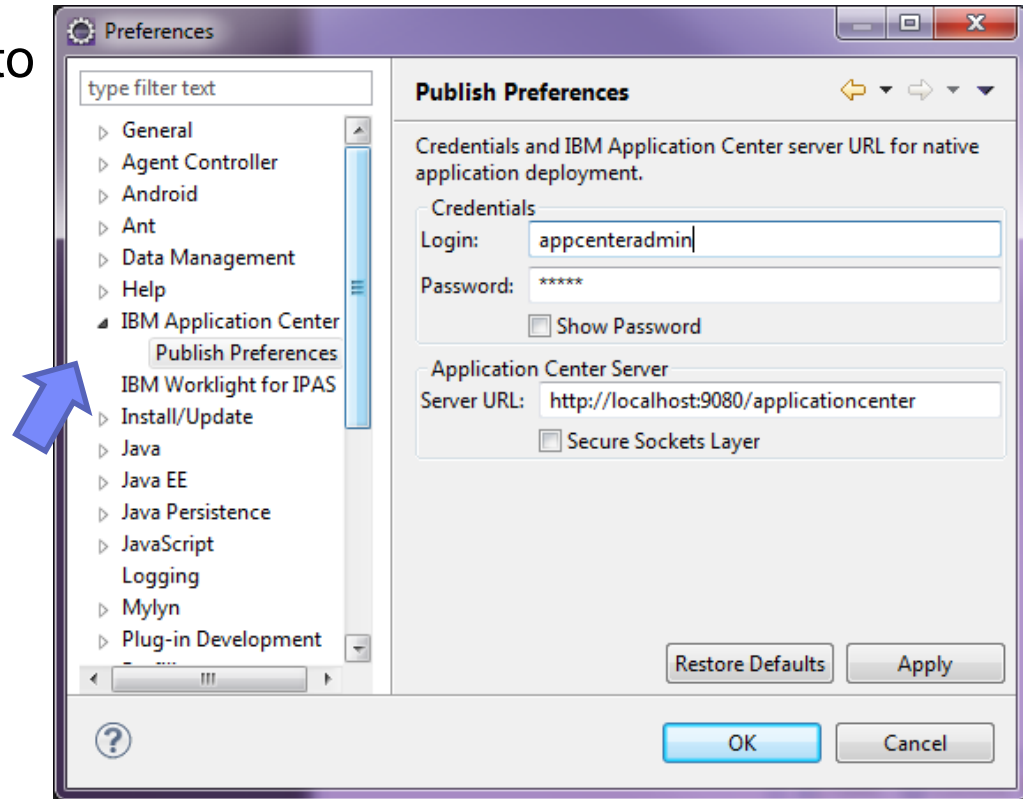 to
Preferences
type filter text
General
Agent Controller
Android
Ant
Data Management
Help
IBM Application Center
Publish Preferences
IBM Worklight for IPAS
Install/Update
Java
Java EE
Java Persistence
JavaScript
Logging
Mylyn
Plug-in Development
Publish Preferences
Credentials and IBM Application Center server URL for native
application deployment.
Credentials
Login: appcenteradmin
Password: *****
Show Password
Application Center Server
Server URL: http://localhost:9080/applicationcenter
Secure Sockets Layer
Restore Defaults Apply
? OK Cancel